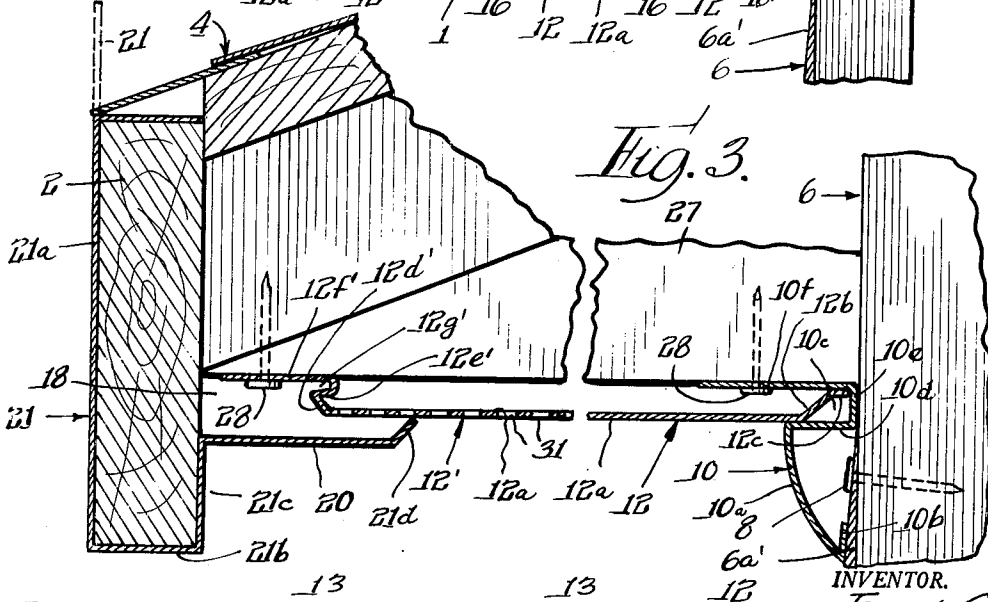 12a 16 12 16 12
1 12a
21
4
6a'
6
Fig. 3.
2
6
27
21a
12d'
12f'
10f
12b
12g'
10c
10e
12e'
28
10d
18
21
28
12c
10
12'
12a
31
12a
12
10a
8
10b
21c
20
21d
6a'
21b
INVENTOR.
13
13
12